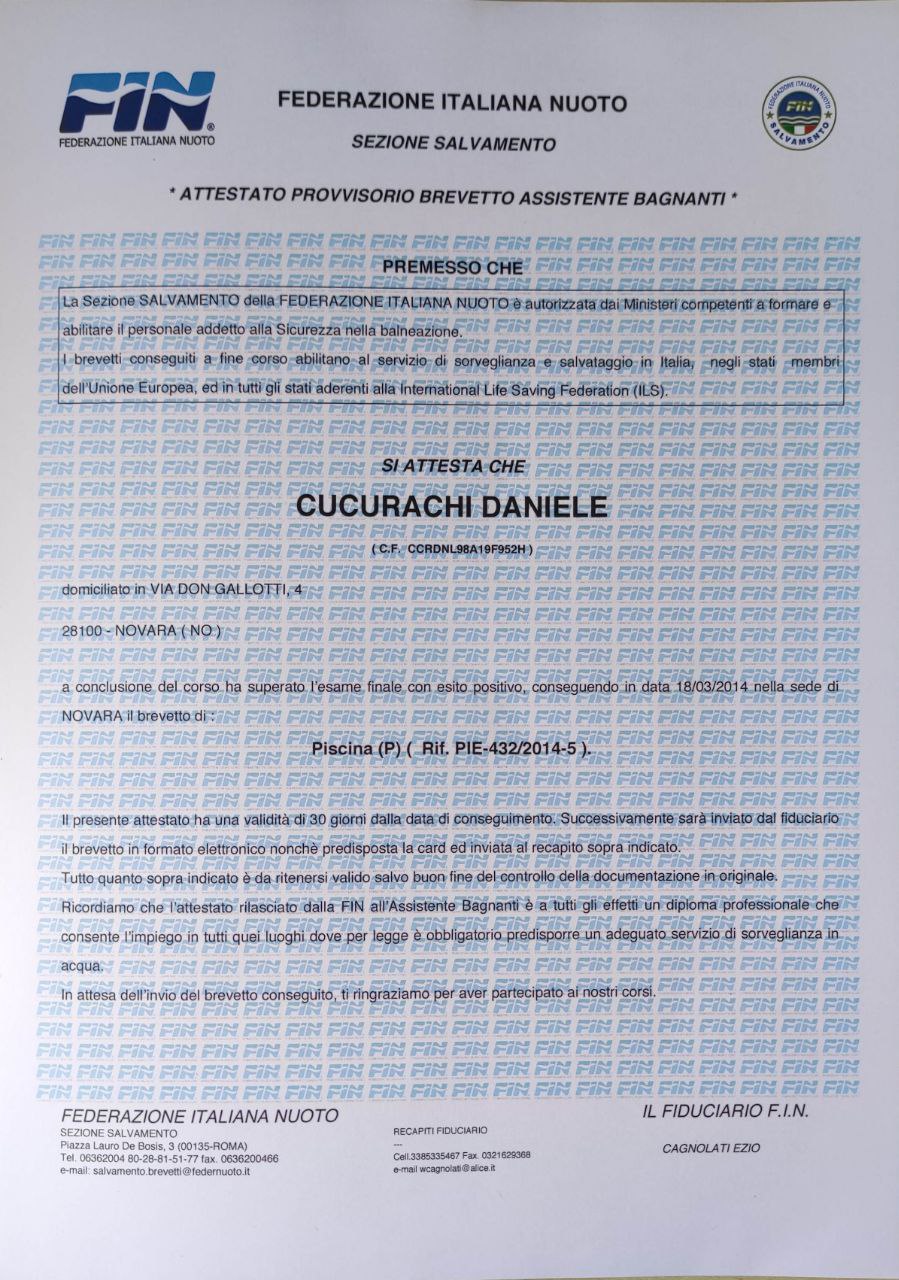 FIN®
FEDERAZIONE ITALIANA NUOTO
FEDERAZIONE ITALIANA NUOTO
SEZIONE SALVAMENTO
FEDERAZIONE ITALIANA NUOTO
FIN
SALVAMENTO
* ATTESTATO PROVVISORIO BREVETTO ASSISTENTE BAGNANTI *
PREMESSO CHE
La Sezione SALVAMENTO della FEDERAZIONE ITALIANA NUOTO è autorizzata dai Ministeri competenti a formare e
abilitare il personale addetto alla Sicurezza nella balneazione.
I brevetti conseguiti a fine corso abilitano al servizio di sorveglianza e salvataggio in Italia, negli stati membri
dell'Unione Europea, ed in tutti gli stati aderenti alla International Life Saving Federation (ILS).
SI ATTESTA CHE
CUCURACHI DANIELE
( C.F. CCRDNL98A19F952H )
domiciliato in VIA DON GALLOTTI, 4
28100 - NOVARA ( NO )
a conclusione del corso ha superato l'esame finale con esito positivo, conseguendo in data 18/03/2014 nella sede di
NOVARA il brevetto di :
Piscina (P) ( Rif. PIE-432/2014-5 ).
Il presente attestato ha una validità di 30 giorni dalla data di conseguimento. Successivamente sarà inviato dal fiduciario
il brevetto in formato elettronico nonchè predisposta la card ed inviata al recapito sopra indicato.
Tutto quanto sopra indicato è da ritenersi valido salvo buon fine del controllo della documentazione in originale.
Ricordiamo che l'attestato rilasciato dalla FIN all'Assistente Bagnanti è a tutti gli effetti un diploma professionale che
consente l'impiego in tutti quei luoghi dove per legge è obbligatorio predisporre un adeguato servizio di sorveglianza in
acqua.
In attesa dell'invio del brevetto conseguito, ti ringraziamo per aver partecipato ai nostri corsi.
FEDERAZIONE ITALIANA NUOTO
SEZIONE SALVAMENTO
Piazza Lauro De Bosis, 3 (00135-ROMA)
Tel. 06362004 80-28-81-51-77 fax. 0636200466
e-mail: salvamento.brevetti@federnuoto.it
RECAPITI FIDUCIARIO
---
Cell.3385335467 Fax. 0321629368
e-mail wcagnolati@alice.it
IL FIDUCIARIO F.I.N.
CAGNOLATI EZIO